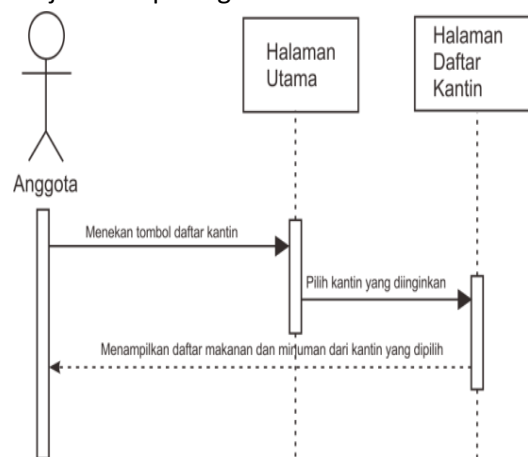 Halaman
Utama
Halaman
Daftar
Kantin
Anggota
Menekan tombol daftar kantin
Pilih kantin yang diinginkan
Menampilkan daftar makanan dan minuman dari kantin yang dipilih